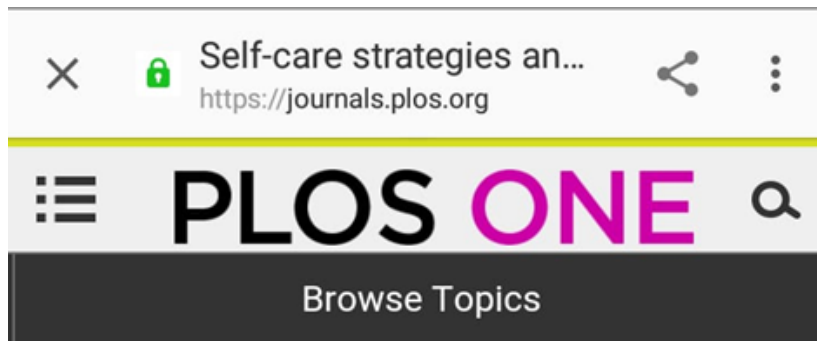 Self-care strategies an...
https://journals.plos.org
PLOS ONE
Browse Topics